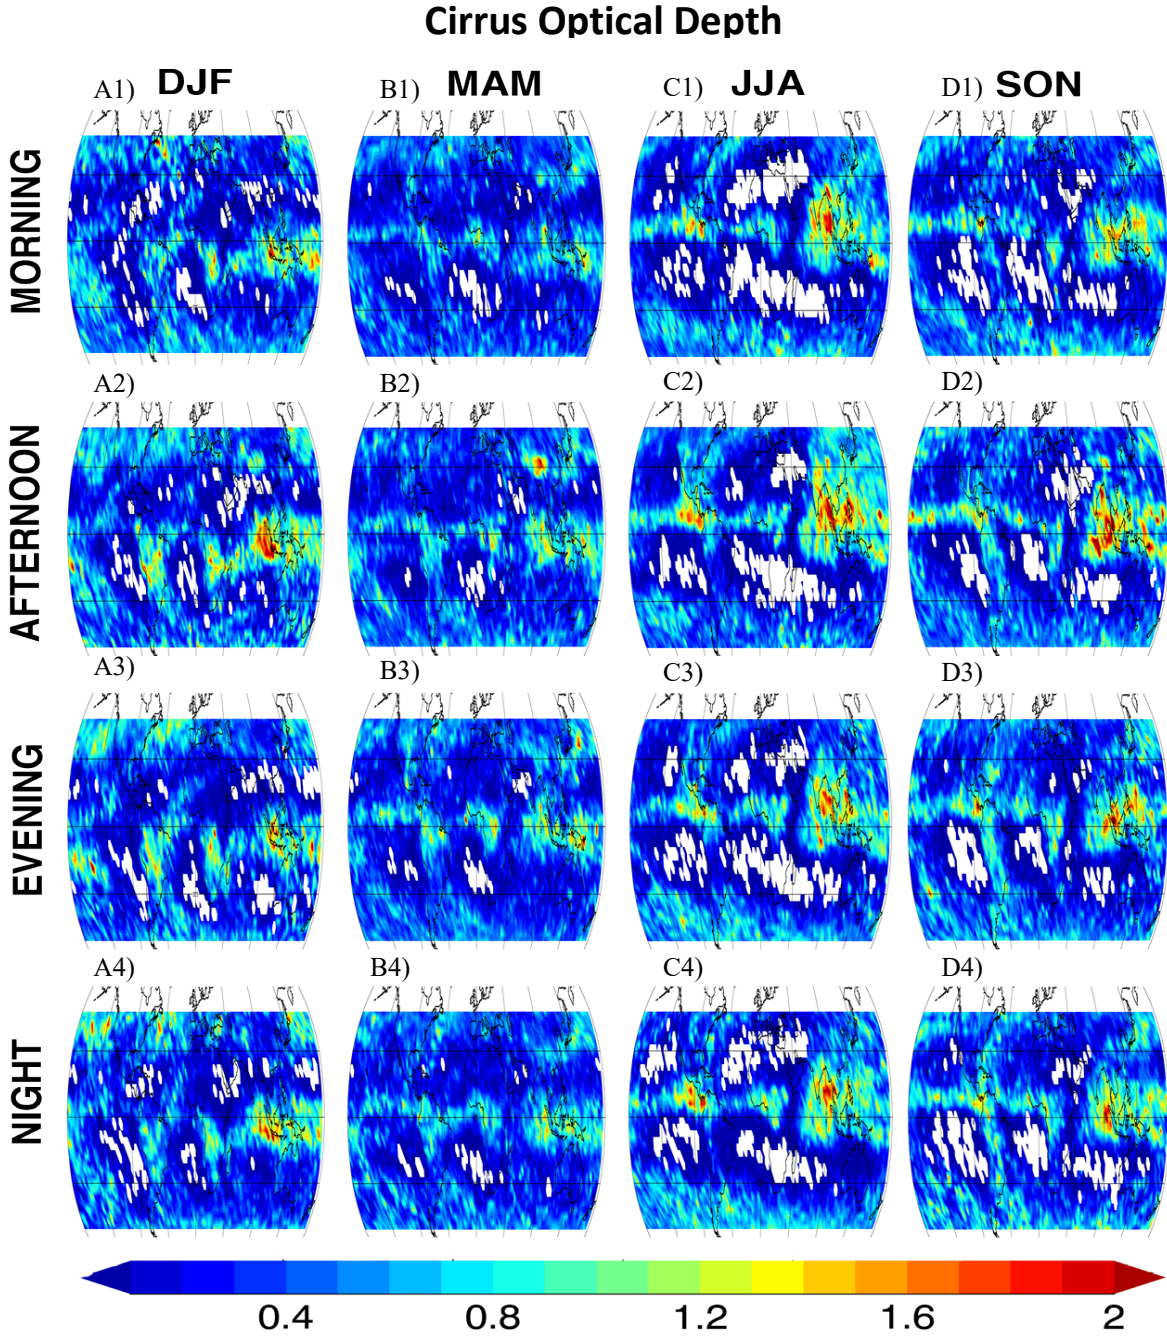 Cirrus Optical Depth
A1) DJF B1) MAM C1) JJA D1) SON
MORNING
A2) B2) C2) D2)
AFTERNOON
A3) B3) C3) D3)
EVENING
A4) B4) C4) D4)
NIGHT
0.4 0.8 1.2 1.6 2